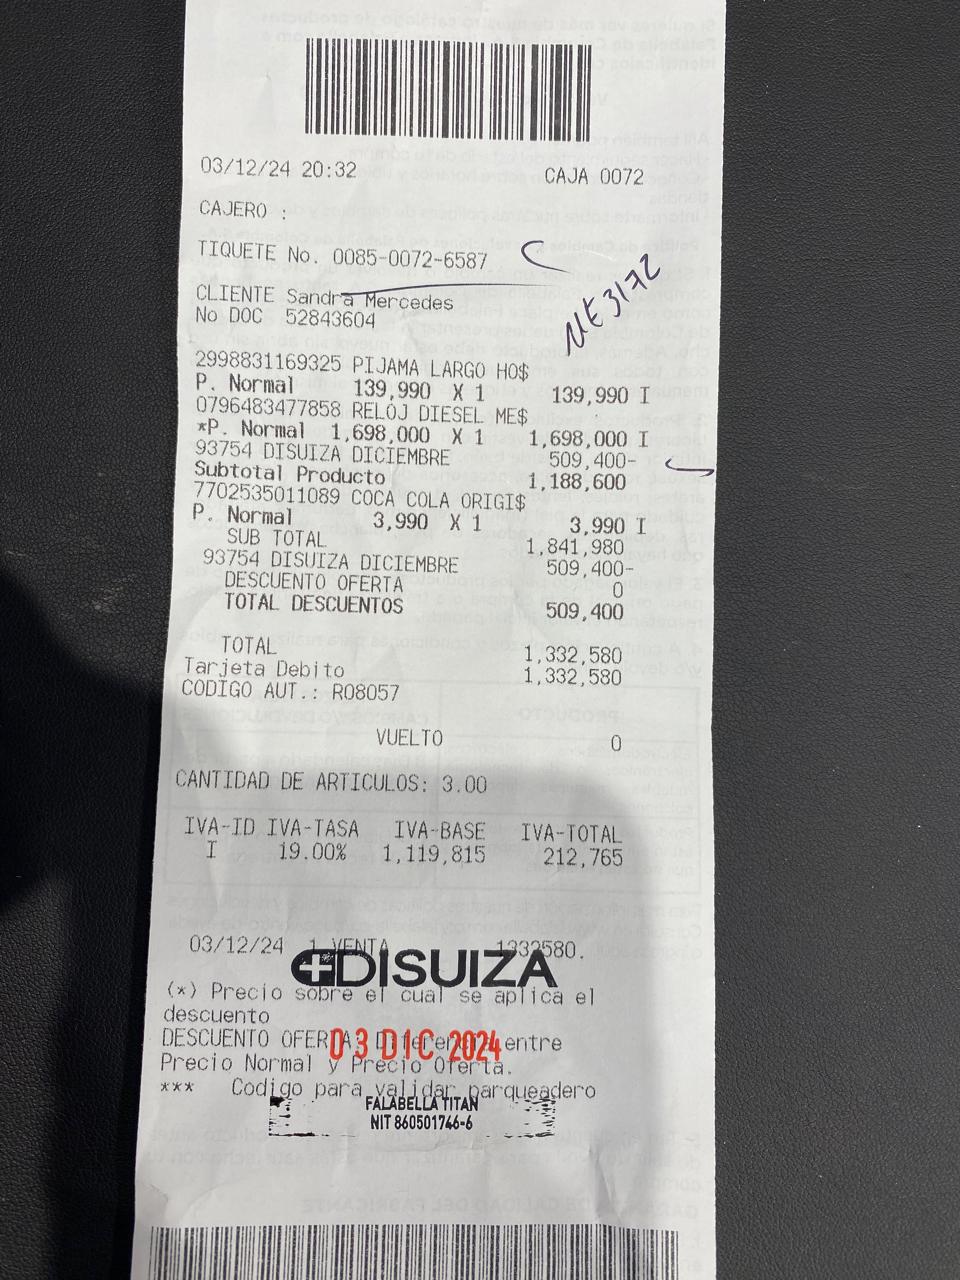 03/12/24 20:32 CAJA 0072
CAJERO :
TIQUETE No. 0085-0072-6587
CLIENTE Sandra Mercedes
No DOC 52843604
2998831169325 PIJAMA LARGO HO$
P. Normal 139,990 X 1 139,990 I
0796483477858 RELOJ DIESEL ME$
*P. Normal 1,698,000 X 1 1,698,000 I
93754 DISUIZA DICIEMBRE 509,400-
Subtotal Producto 1,188,600
7702535011089 COCA COLA ORIGI$
P. Normal 3,990 X 1 3,990 I
SUB TOTAL 1,841,980
93754 DISUIZA DICIEMBRE 509,400-
DESCUENTO OFERTA 0
TOTAL DESCUENTOS 509,400
TOTAL 1,332,580
Tarjeta Debito 1,332,580
CODIGO AUT.: R08057
VUELTO 0
CANTIDAD DE ARTICULOS: 3.00
IVA-ID IVA-TASA IVA-BASE IVA-TOTAL
I 19.00% 1,119,815 212,765
03/12/24 1 VENTA 1332580.
DISUIZA
(*) Precio sobre el cual se aplica el
descuento
DESCUENTO OFERTA: Diferencia entre
03 DIC 2024
Precio Normal y Precio Oferta.
*** Codigo para validar parqueadero
FALABELLA TITAN
NIT 860501746-6